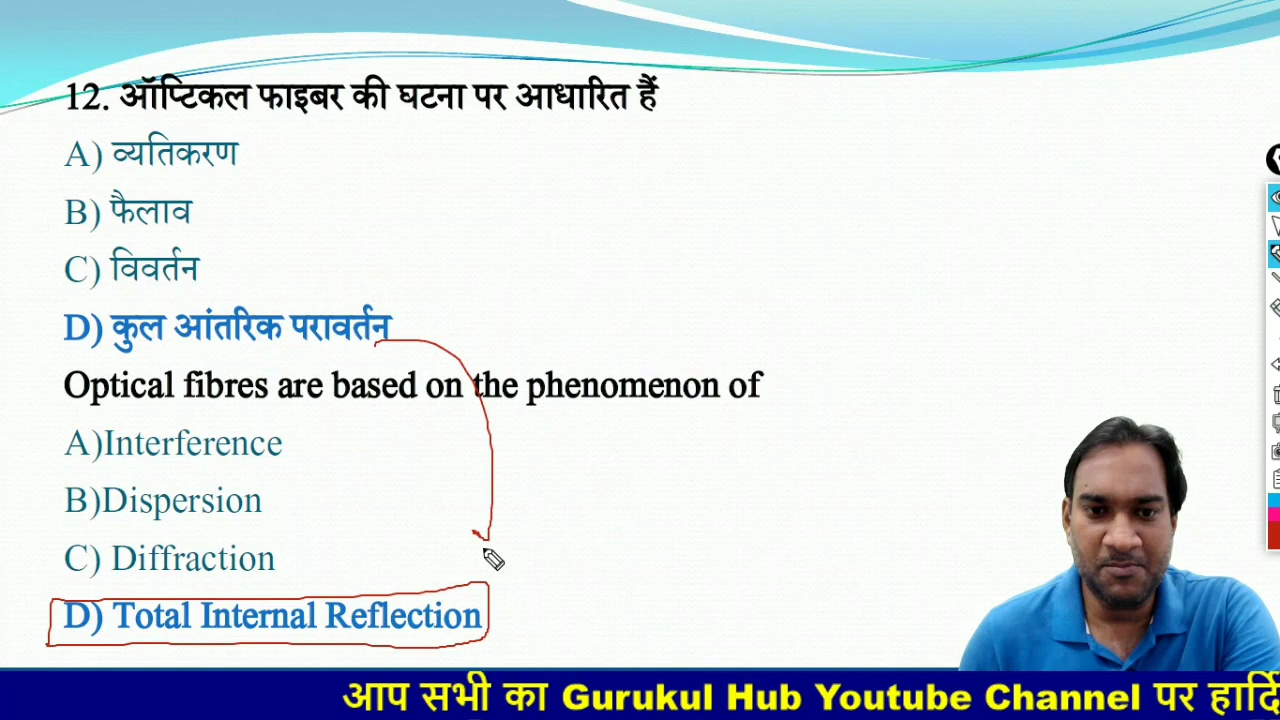 12. ऑप्टिकल फाइबर की घटना पर आधारित हैं
A) व्यतिकरण
B) फैलाव
C) विवर्तन
D) कुल आंतरिक परावर्तन
Optical fibres are based on the phenomenon of
A)Interference
B)Dispersion
C) Diffraction
D) Total Internal Reflection
आप सभी का Gurukul Hub Youtube Channel पर